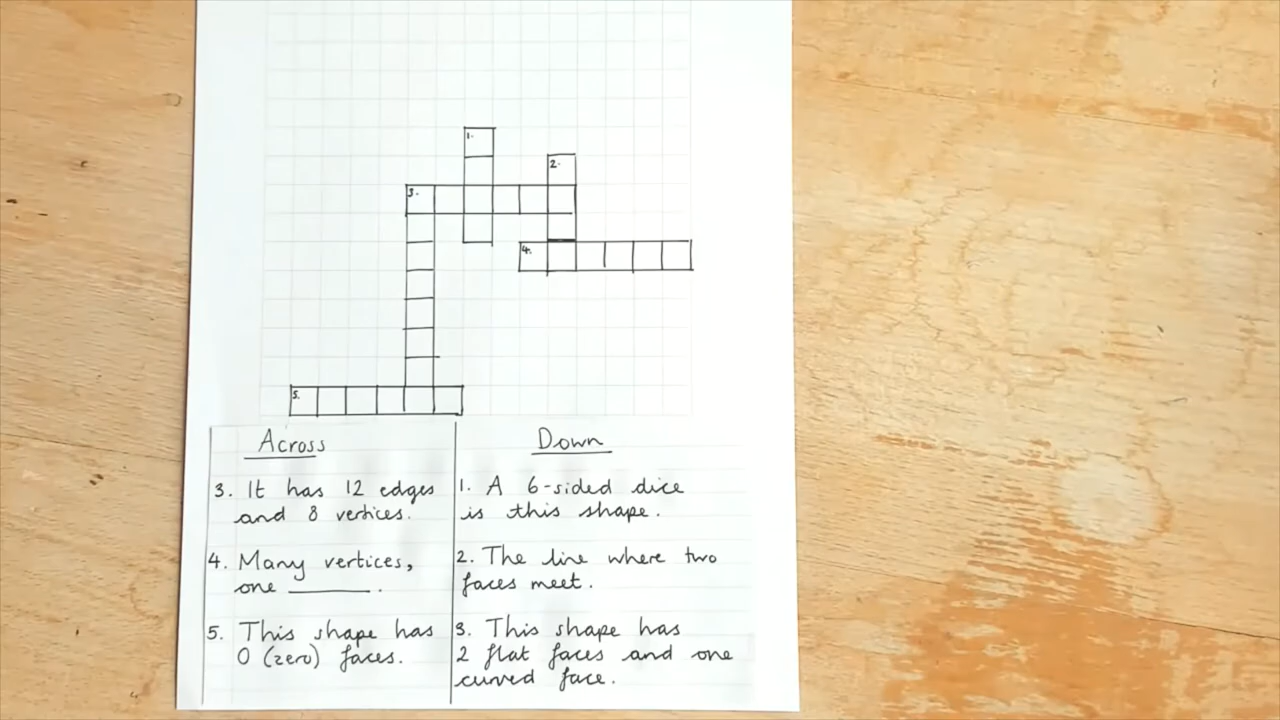 1.
2.
3.
4.
5.
Across
3. It has 12 edges
and 8 vertices.
4. Many vertices,
one ______.
5. This shape has
0 (zero) faces.
Down
1. A 6-sided dice
is this shape.
2. The line where two
faces meet.
3. This shape has
2 flat faces and one
curved face.